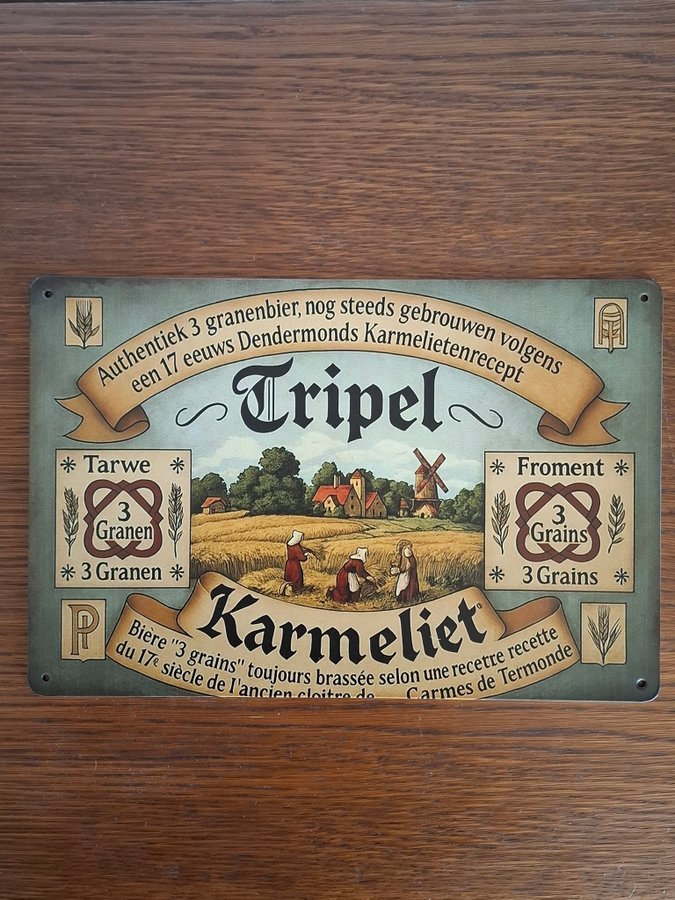 Authentiek 3 granenbier, nog steeds gebrouwen volgens
een 17 eeuws Dendermonds Karmelietenrecept
Tripel
Tarwe
3
Granen
3 Granen
Froment
3
Grains
3 Grains
Karmeliet
Bière "3 grains" toujours brassée selon une recetre recette
du 17e siècle de l'ancien cloitre de Carmes de Termonde